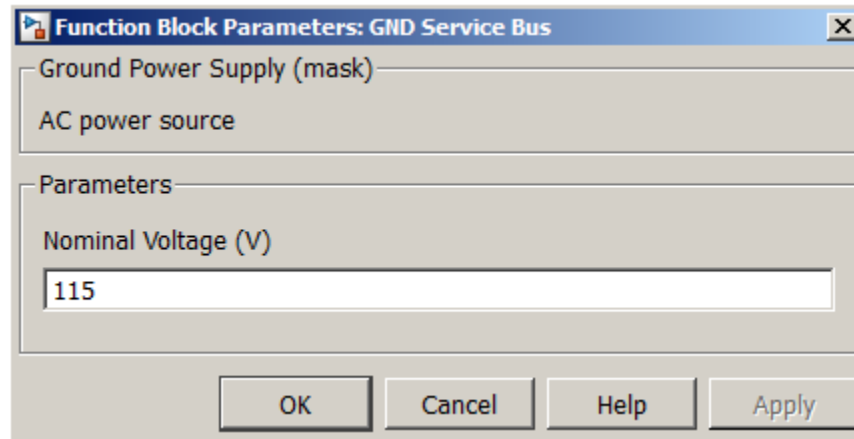 Function Block Parameters: GND Service Bus
Ground Power Supply (mask)
AC power source
Parameters
Nominal Voltage (V)
115
OK Cancel Help Apply